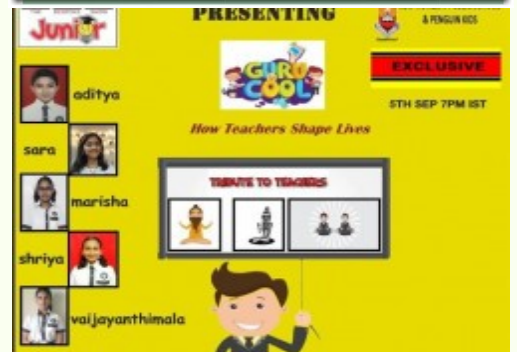 PRESENTING
Junior
& PENGUIN KIDS
GURU
COOL
EXCLUSIVE
5TH SEP 7PM IST
How Teachers Shape Lives
aditya
sara
marisha
shriya
vaijayanthimala
TRIBUTE TO TEACHERS